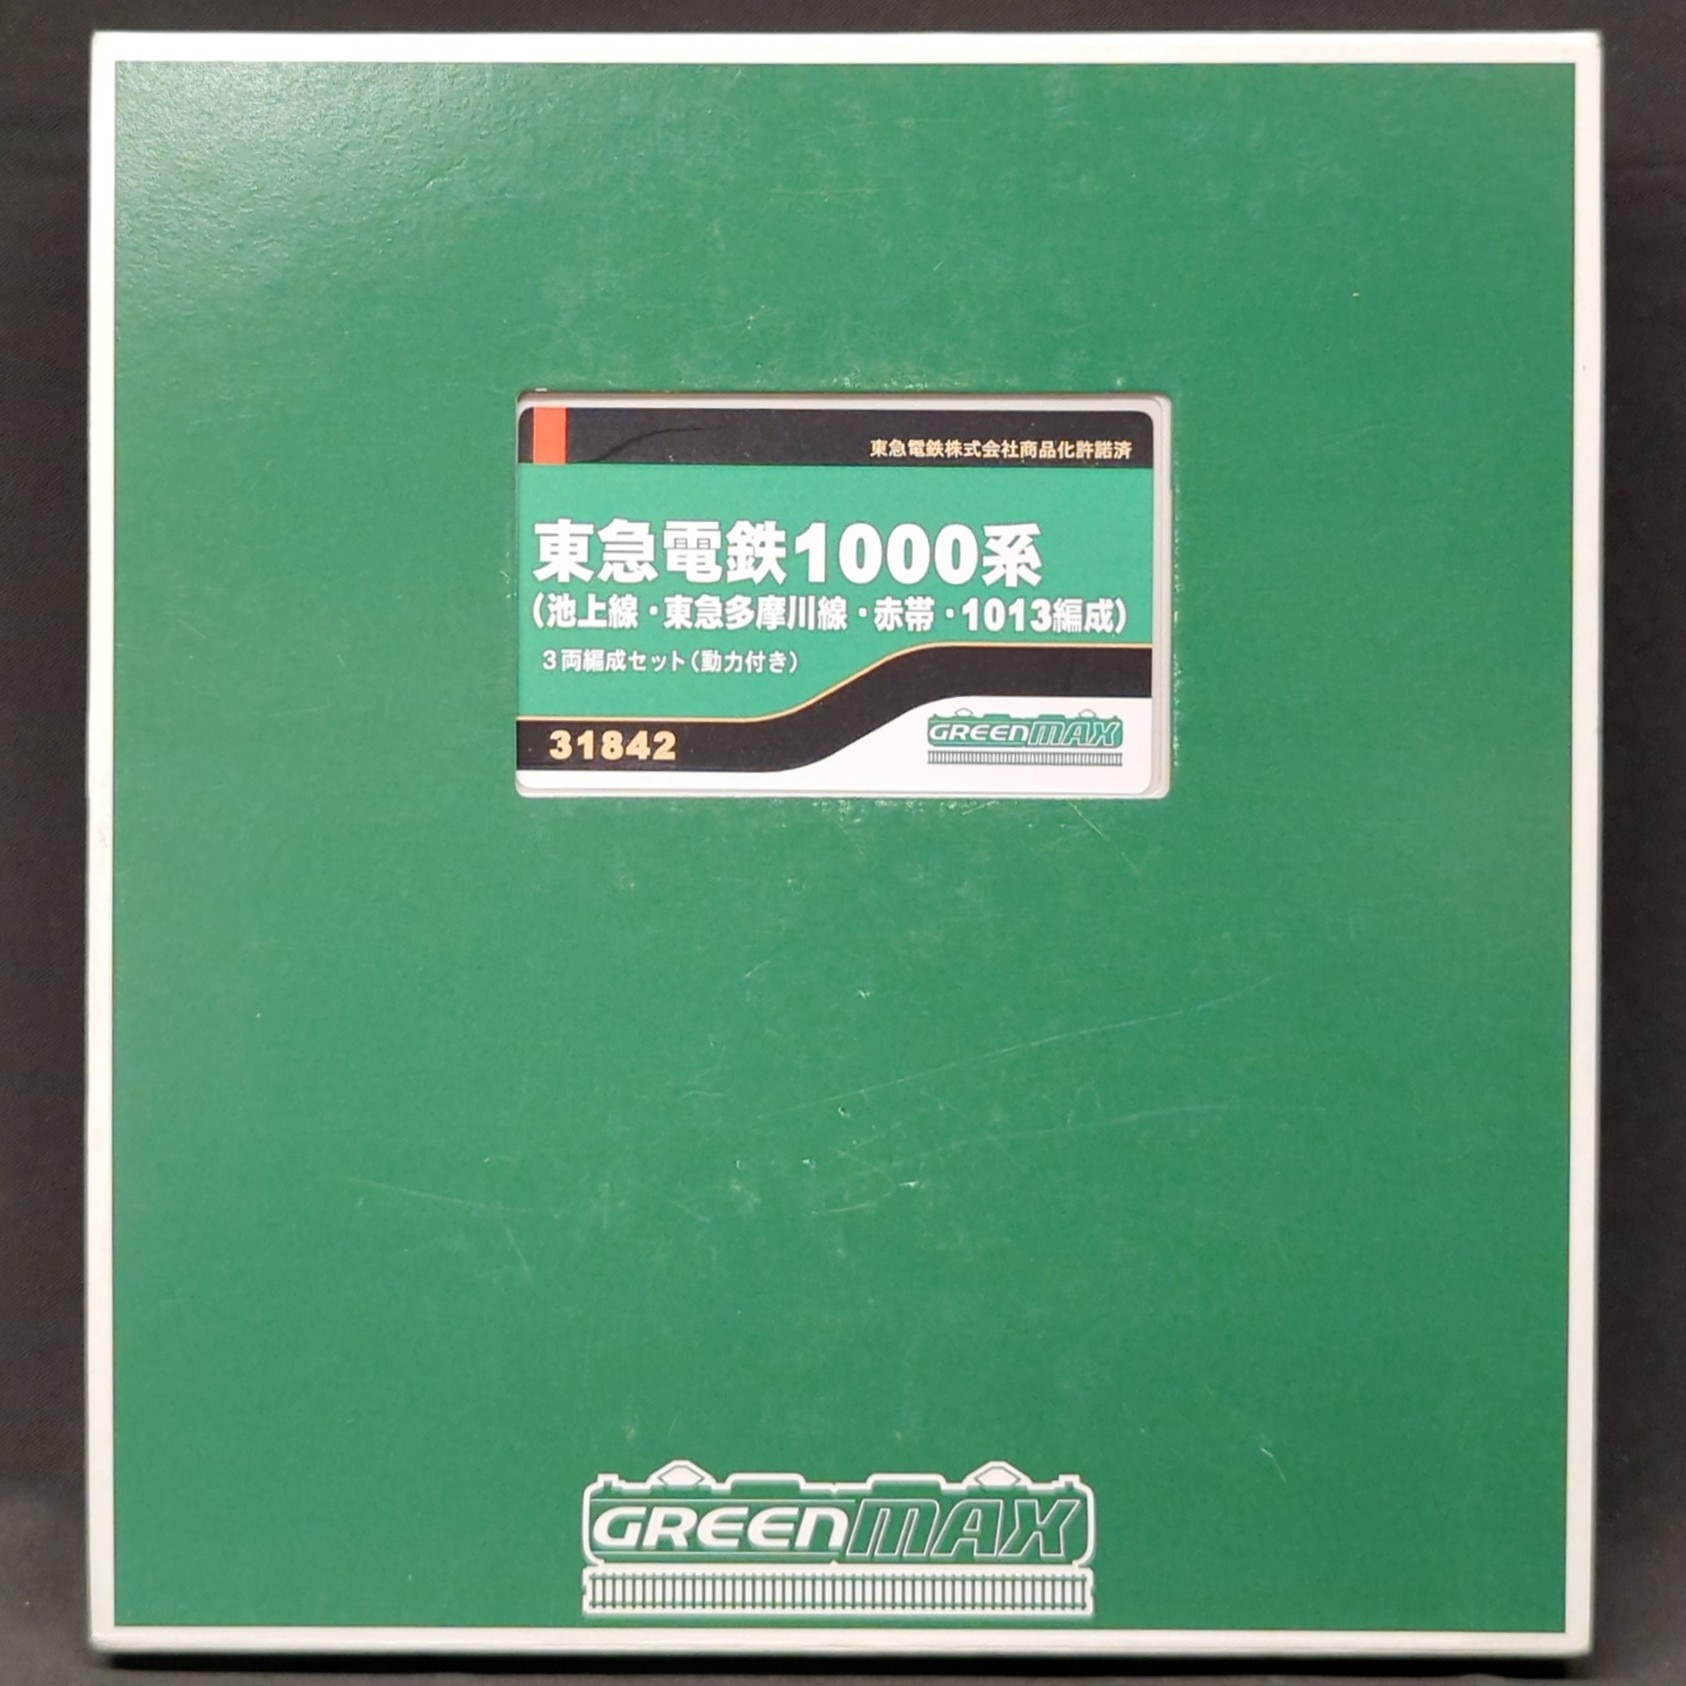 東急電鉄株式会社商品化許諾済
東急電鉄1000系
(池上線・東急多摩川線・赤帯・1013編成)
3両編成セット(動力付き)
31842
GREENMAX
GREENMAX